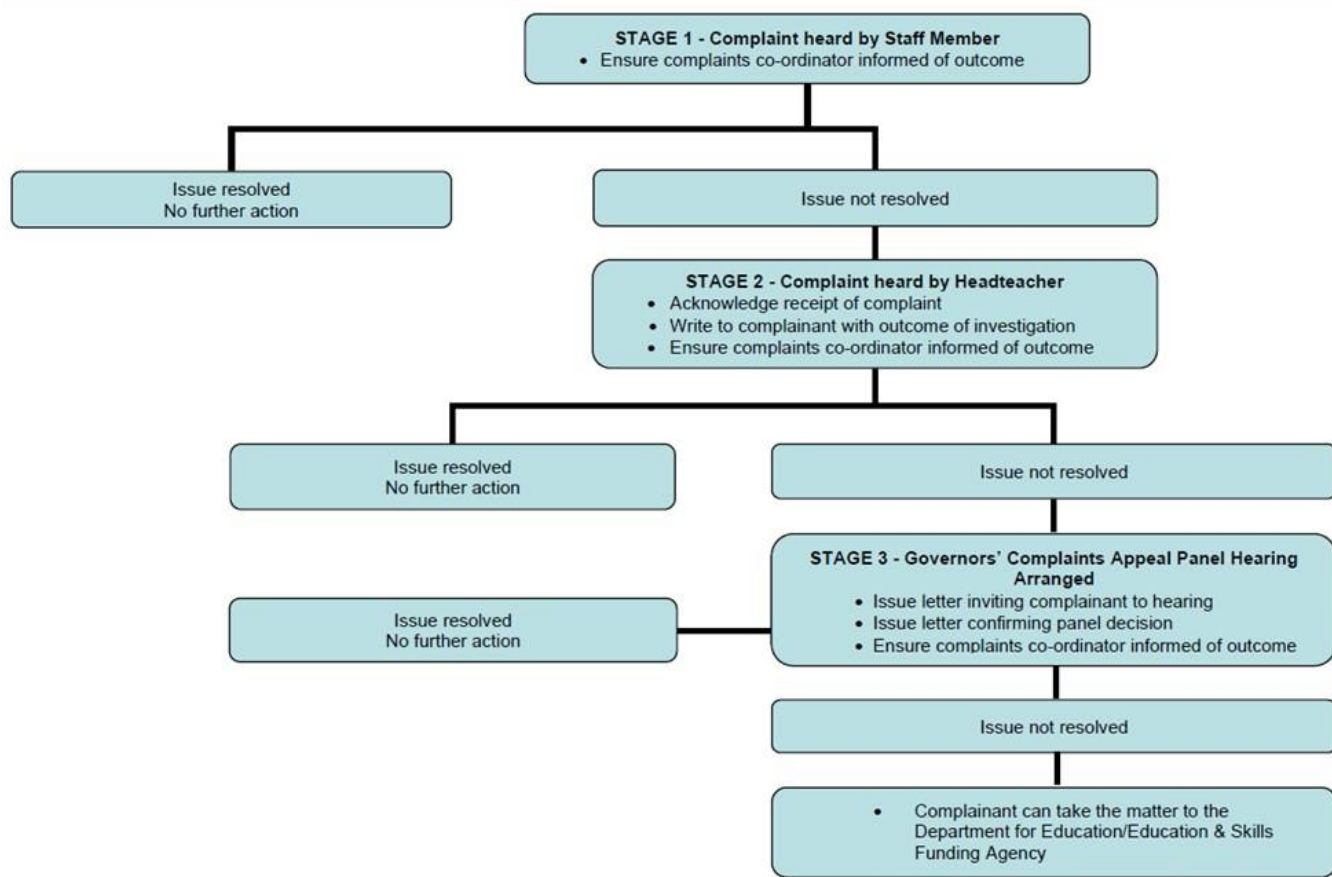 STAGE 1 - Complaint heard by Staff Member
• Ensure complaints co-ordinator informed of outcome
Issue resolved
No further action
Issue not resolved
STAGE 2 - Complaint heard by Headteacher
• Acknowledge receipt of complaint
• Write to complainant with outcome of investigation
• Ensure complaints co-ordinator informed of outcome
Issue resolved
No further action
Issue not resolved
STAGE 3 - Governors’ Complaints Appeal Panel Hearing
Arranged
• Issue letter inviting complainant to hearing
• Issue letter confirming panel decision
• Ensure complaints co-ordinator informed of outcome
Issue resolved
No further action
Issue not resolved
• Complainant can take the matter to the
Department for Education/Education & Skills
Funding Agency